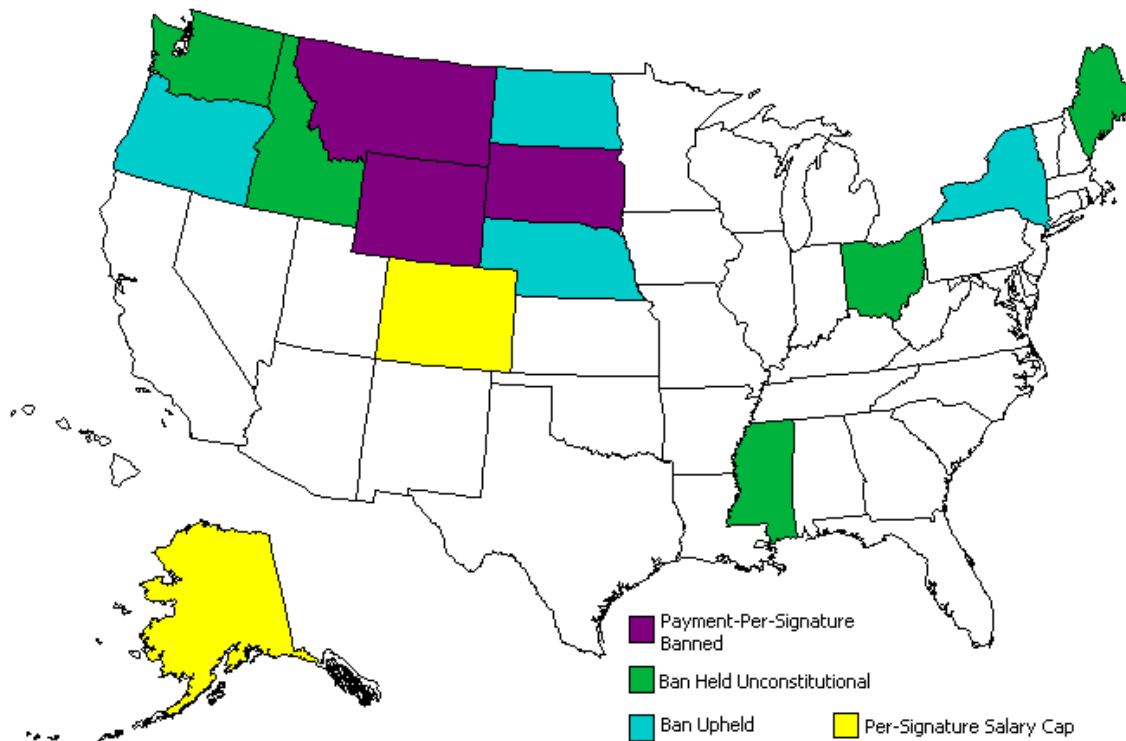 Payment-Per-Signature
Banned
Ban Held Unconstitutional
Ban Upheld
Per-Signature Salary Cap